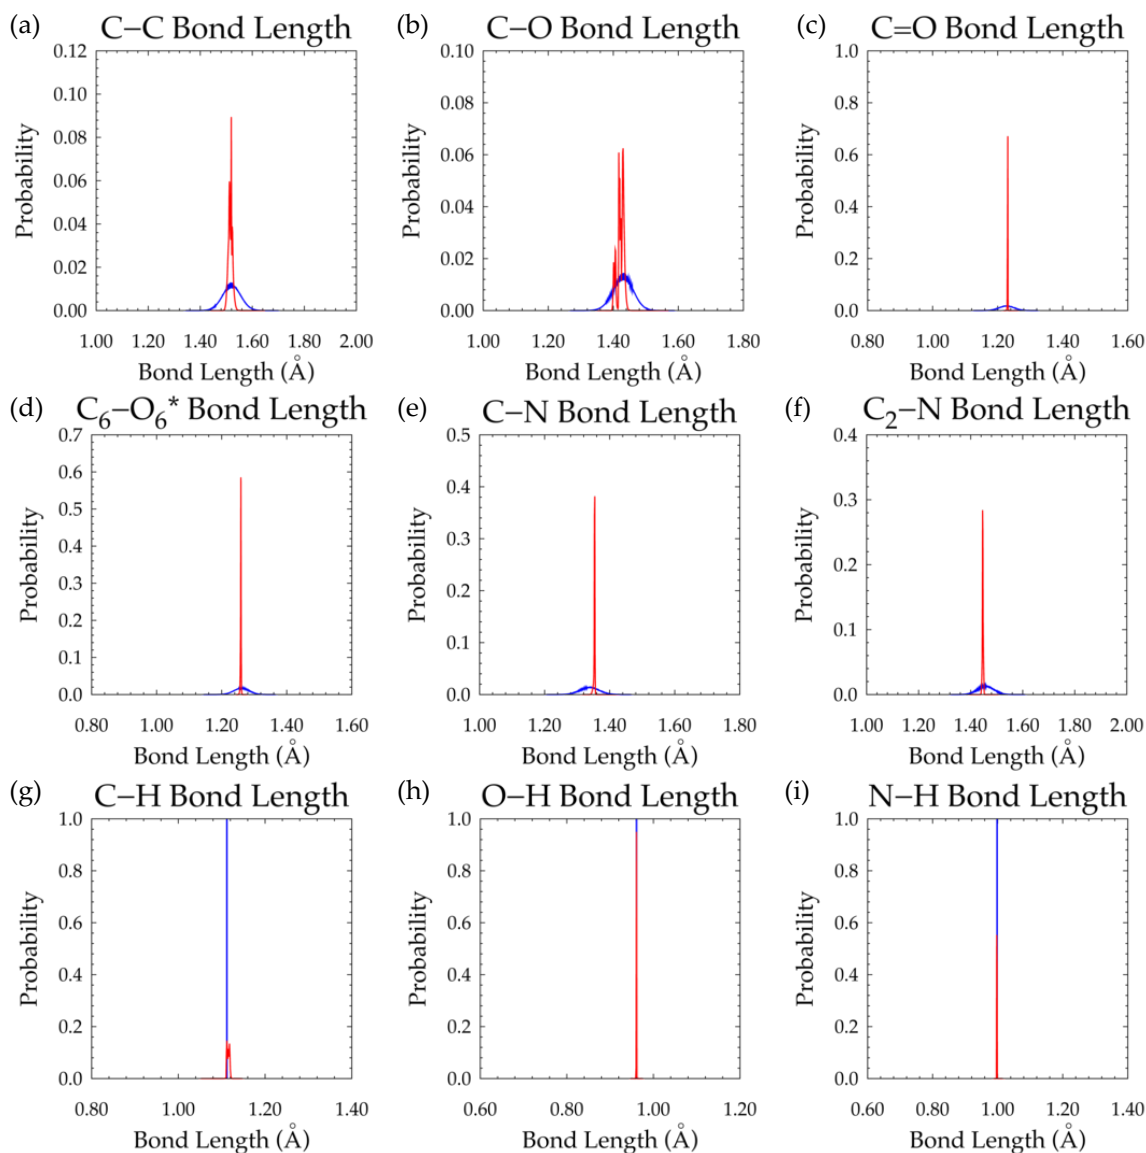 (a) C−C Bond Length
0.12
0.10
0.08
0.06
0.04
0.02
0.00
Probability
1.00 1.20 1.40 1.60 1.80 2.00
Bond Length (Å)
(b) C−O Bond Length
0.10
0.08
0.06
0.04
0.02
0.00
Probability
1.00 1.20 1.40 1.60 1.80
Bond Length (Å)
(c) C=O Bond Length
1.0
0.8
0.6
0.4
0.2
0.0
Probability
0.80 1.00 1.20 1.40 1.60
Bond Length (Å)
(d) C₆−O₆* Bond Length
0.7
0.6
0.5
0.4
0.3
0.2
0.1
0.0
Probability
0.80 1.00 1.20 1.40 1.60
Bond Length (Å)
(e) C−N Bond Length
0.5
0.4
0.3
0.2
0.1
0.0
Probability
1.00 1.20 1.40 1.60 1.80
Bond Length (Å)
(f) C₂−N Bond Length
0.4
0.3
0.2
0.1
0.0
Probability
1.00 1.20 1.40 1.60 1.80 2.00
Bond Length (Å)
(g) C−H Bond Length
1.0
0.8
0.6
0.4
0.2
0.0
Probability
0.80 1.00 1.20 1.40
Bond Length (Å)
(h) O−H Bond Length
1.0
0.8
0.6
0.4
0.2
0.0
Probability
0.60 0.80 1.00 1.20
Bond Length (Å)
(i) N−H Bond Length
1.0
0.8
0.6
0.4
0.2
0.0
Probability
0.60 0.80 1.00 1.20 1.40
Bond Length (Å)